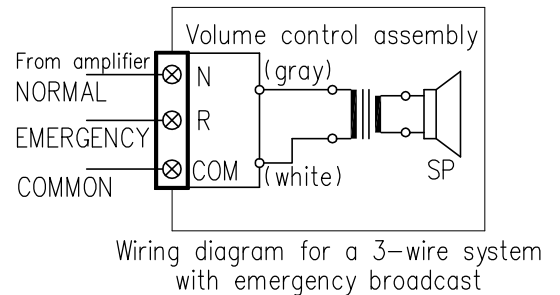 Volume control assembly
From amplifier
NORMAL
N
(gray)
EMERGENCY
R
COMMON
COM
(white)
SP
Wiring diagram for a 3-wire system
with emergency broadcast